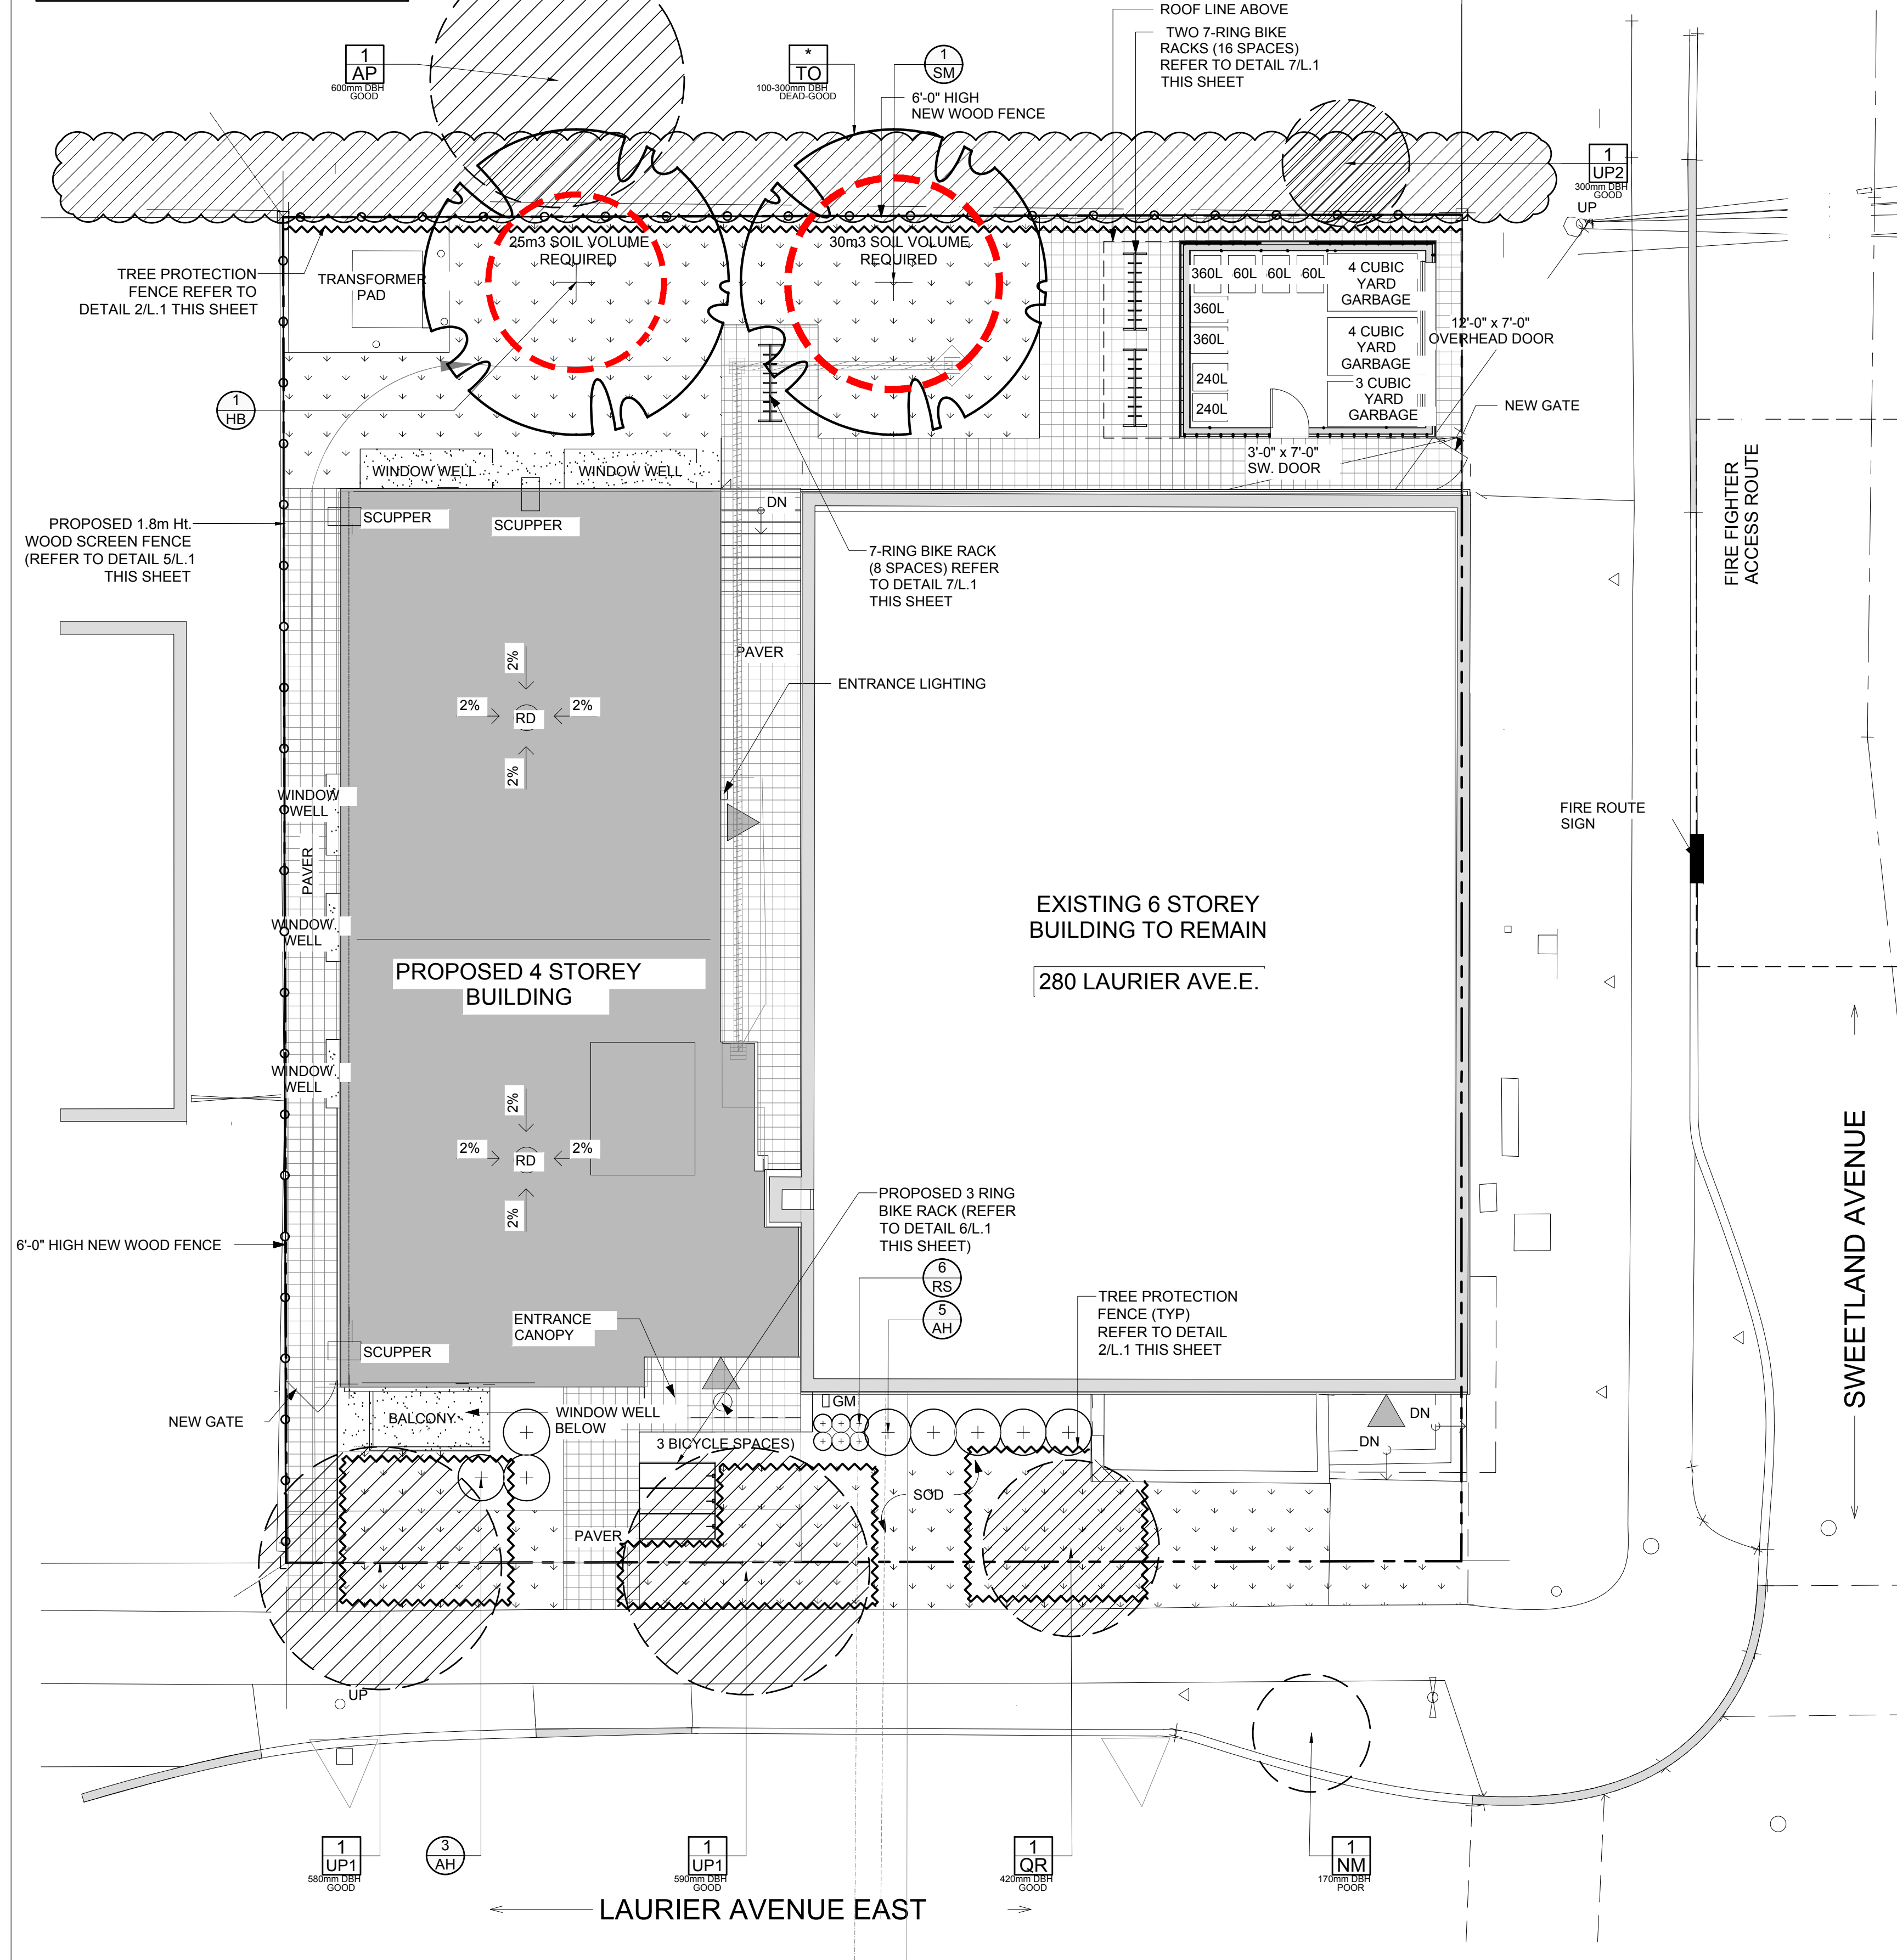 ROOF LINE ABOVE
TWO 7-RING BIKE
RACKS (16 SPACES)
REFER TO DETAIL 7/L.1
THIS SHEET
1
AP
600mm DBH
GOOD
*
TO
100-300mm DBH
DEAD-GOOD
1
SM
6'-0" HIGH
NEW WOOD FENCE
1
UP2
300mm DBH
GOOD
UP
25m3 SOIL VOLUME
REQUIRED
30m3 SOIL VOLUME
REQUIRED
TREE PROTECTION
FENCE REFER TO
DETAIL 2/L.1 THIS SHEET
TRANSFORMER
PAD
360L
60L
60L
60L
360L
360L
240L
240L
4 CUBIC
YARD
GARBAGE
4 CUBIC
YARD
GARBAGE
3 CUBIC
YARD
GARBAGE
12'-0" x 7'-0"
OVERHEAD DOOR
NEW GATE
1
HB
3'-0" x 7'-0"
SW. DOOR
WINDOW WELL
WINDOW WELL
FIRE FIGHTER
ACCESS ROUTE
PROPOSED 1.8m Ht.
WOOD SCREEN FENCE
(REFER TO DETAIL 5/L.1
THIS SHEET
SCUPPER
SCUPPER
DN
7-RING BIKE RACK
(8 SPACES) REFER
TO DETAIL 7/L.1
THIS SHEET
PAVER
ENTRANCE LIGHTING
2%
2%
RD
2%
2%
WINDOW
WELL
PAVER
WINDOW
WELL
WINDOW
WELL
FIRE ROUTE
SIGN
EXISTING 6 STOREY
BUILDING TO REMAIN
280 LAURIER AVE.E.
PROPOSED 4 STOREY
BUILDING
2%
2%
RD
2%
2%
SWEETLAND AVENUE
PROPOSED 3 RING
BIKE RACK (REFER
TO DETAIL 6/L.1
THIS SHEET)
6'-0" HIGH NEW WOOD FENCE
6
RS
5
AH
TREE PROTECTION
FENCE (TYP)
REFER TO DETAIL
2/L.1 THIS SHEET
ENTRANCE
CANOPY
SCUPPER
NEW GATE
BALCONY
WINDOW WELL
BELOW
GM
3 BICYCLE SPACES)
DN
DN
SOD
PAVER
UP
1
UP1
580mm DBH
GOOD
3
AH
1
UP1
590mm DBH
GOOD
1
QR
420mm DBH
GOOD
1
NM
170mm DBH
POOR
LAURIER AVENUE EAST